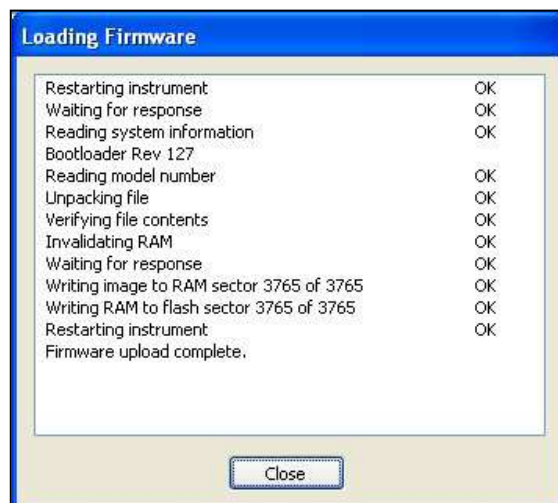 Loading Firmware
Restarting instrument OK
Waiting for response OK
Reading system information OK
Bootloader Rev 127
Reading model number OK
Unpacking file OK
Verifying file contents OK
Invalidating RAM OK
Waiting for response OK
Writing image to RAM sector 3765 of 3765 OK
Writing RAM to flash sector 3765 of 3765 OK
Restarting instrument OK
Firmware upload complete.
Close